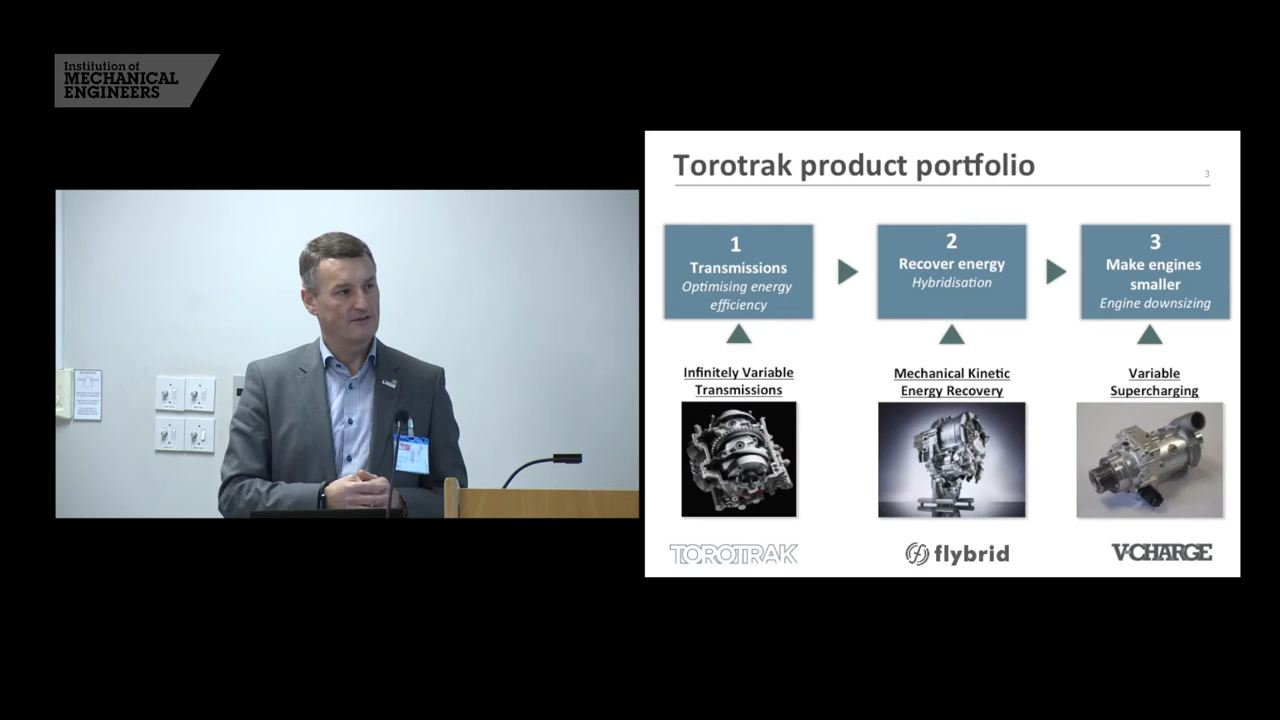 Institution of
MECHANICAL
ENGINEERS
Torotrak product portfolio
3
1
Transmissions
Optimising energy
efficiency
2
Recover energy
Hybridisation
3
Make engines
smaller
Engine downsizing
Infinitely Variable
Transmissions
Mechanical Kinetic
Energy Recovery
Variable
Supercharging
TOROTRAK
flybrid
V-CHARGE